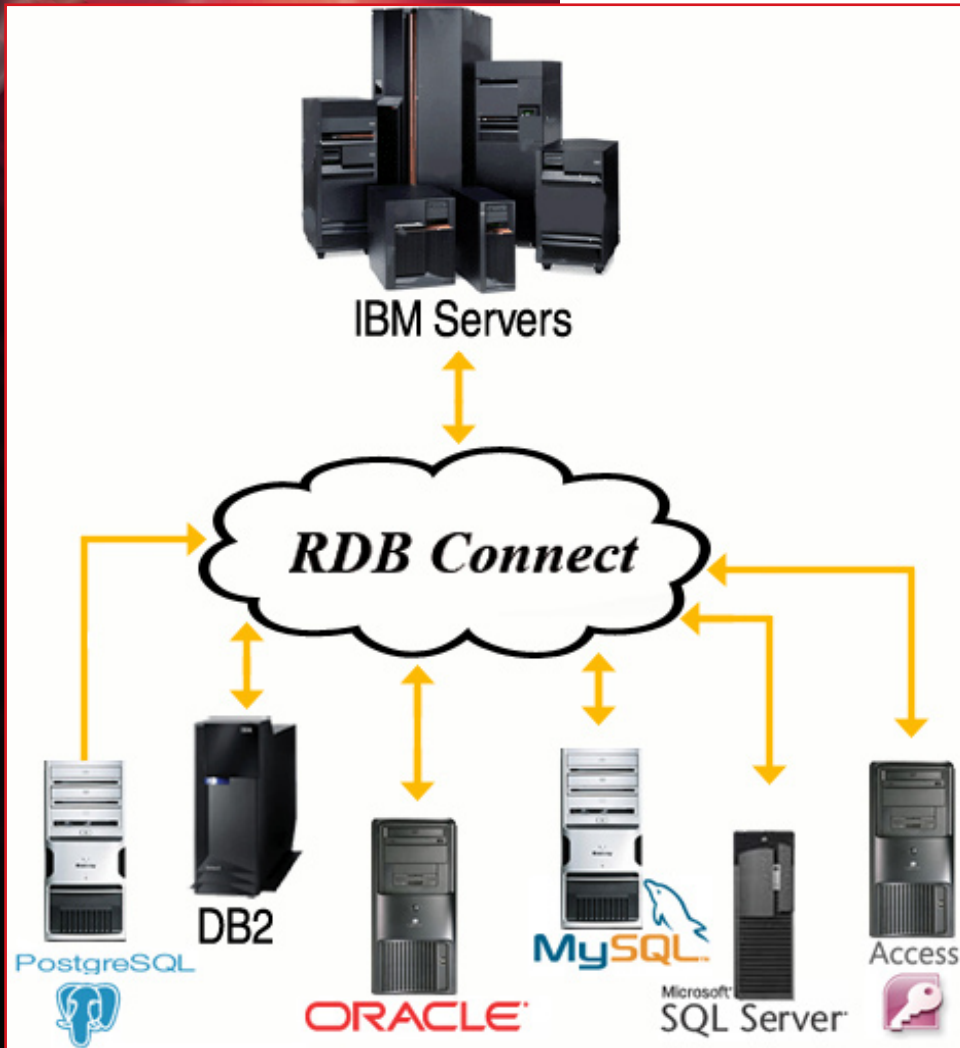 IBM Servers
RDB Connect
PostgreSQL
DB2
ORACLE
MySQL
Microsoft
SQL Server
Access